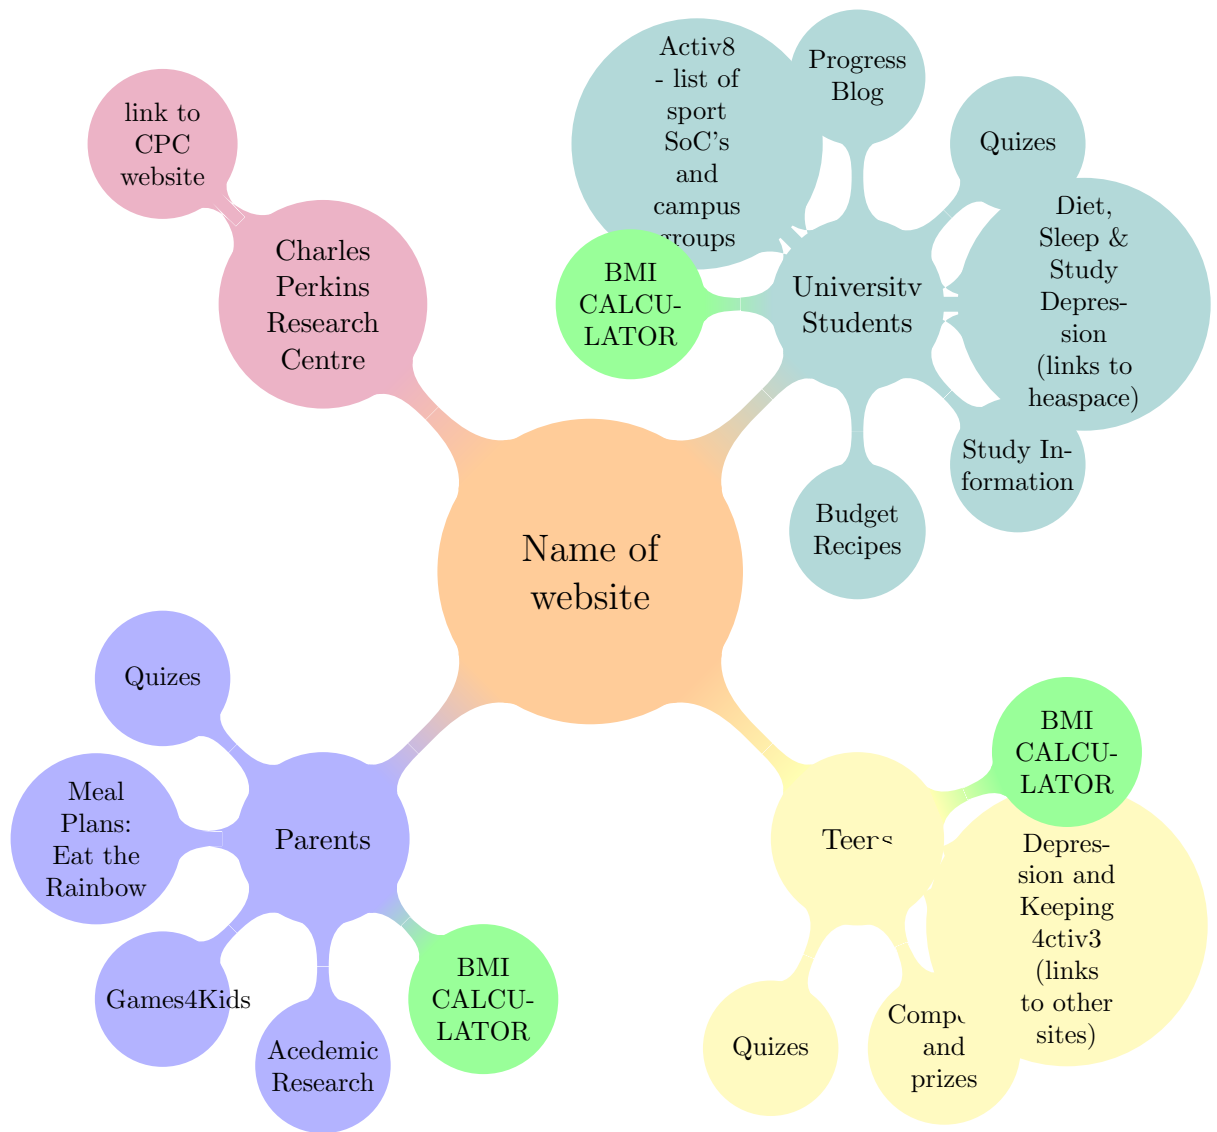 Activ8
- list of
sport
SoC's
and
campus
groups
Progress
Blog
link to
CPC
website
Quizes
Diet,
Sleep &
Study
Depres-
sion
(links to
heaspace)
Charles
Perkins
Research
Centre
BMI
CALCU-
LATOR
University
Students
Study In-
formation
Budget
Recipes
Name of
website
Quizes
BMI
CALCU-
LATOR
Meal
Plans:
Eat the
Rainbow
Parents
Teens
Depres-
sion and
Keeping
4ctiv3
(links
to other
sites)
Games4Kids
BMI
CALCU-
LATOR
Acedemic
Research
Quizes
and
prizes